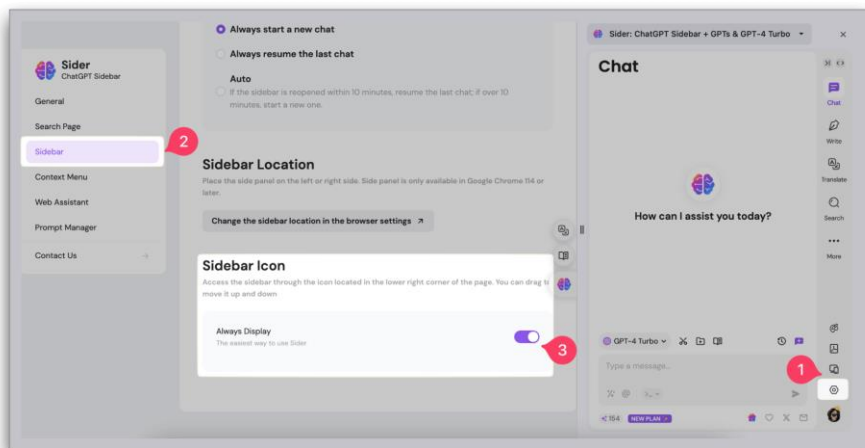 Sider
ChatGPT Sidebar
General
Search Page
Sidebar
Context Menu
Web Assistant
Prompt Manager
Contact Us
2
Always start a new chat
Always resume the last chat
Auto
If the sidebar is reopened within 10 minutes, resume the last chat; if over 10
minutes, start a new one.
Sidebar Location
Place the side panel on the left or right side. Side panel is only available in Google Chrome 114 or
later.
Change the sidebar location in the browser settings
Sidebar Icon
Access the sidebar through the icon located in the lower right corner of the page. You can drag to
move it up and down
Always Display
The easiest way to use Sider
3
Sider: ChatGPT Sidebar + GPTs & GPT-4 Turbo
Chat
How can I assist you today?
GPT-4 Turbo
Type a message...
154 NEW PLAN
Chat
Write
Translate
Search
More
1